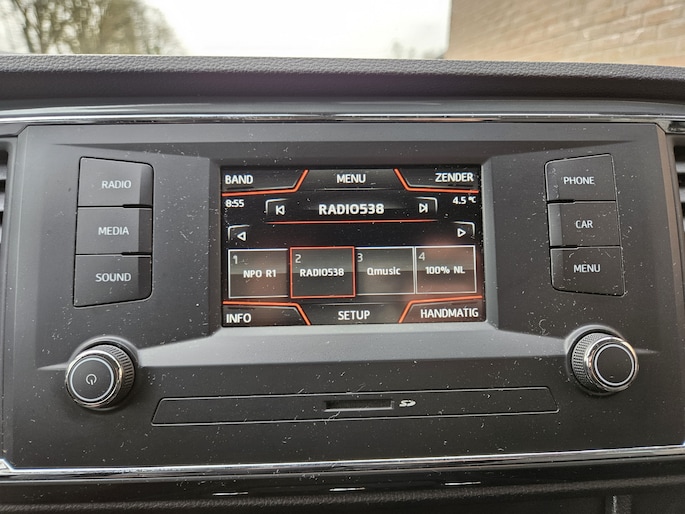 RADIO
MEDIA
SOUND
BAND MENU ZENDER
8:55 4.5 °C
RADIO538
1 2 3 4
NPO R1 RADIO538 Qmusic 100% NL
INFO SETUP HANDMATIG
PHONE
CAR
MENU
SD